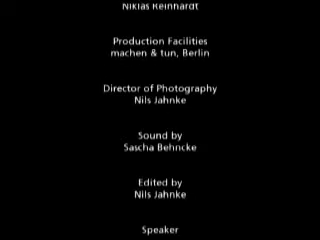 Niklas Reinhardt
Production Facilities
machen & tun, Berlin
Director of Photography
Nils Jahnke
Sound by
Sascha Behncke
Edited by
Nils Jahnke
Speaker